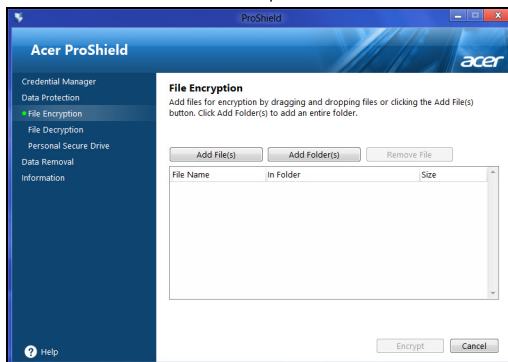 ProShield
Acer ProShield
acer
Credential Manager
Data Protection
File Encryption
File Decryption
Personal Secure Drive
Data Removal
Information
File Encryption
Add files for encryption by dragging and dropping files or clicking the Add File(s)
button. Click Add Folder(s) to add an entire folder.
Add File(s) Add Folder(s) Remove File
File Name In Folder Size
Encrypt Cancel
? Help